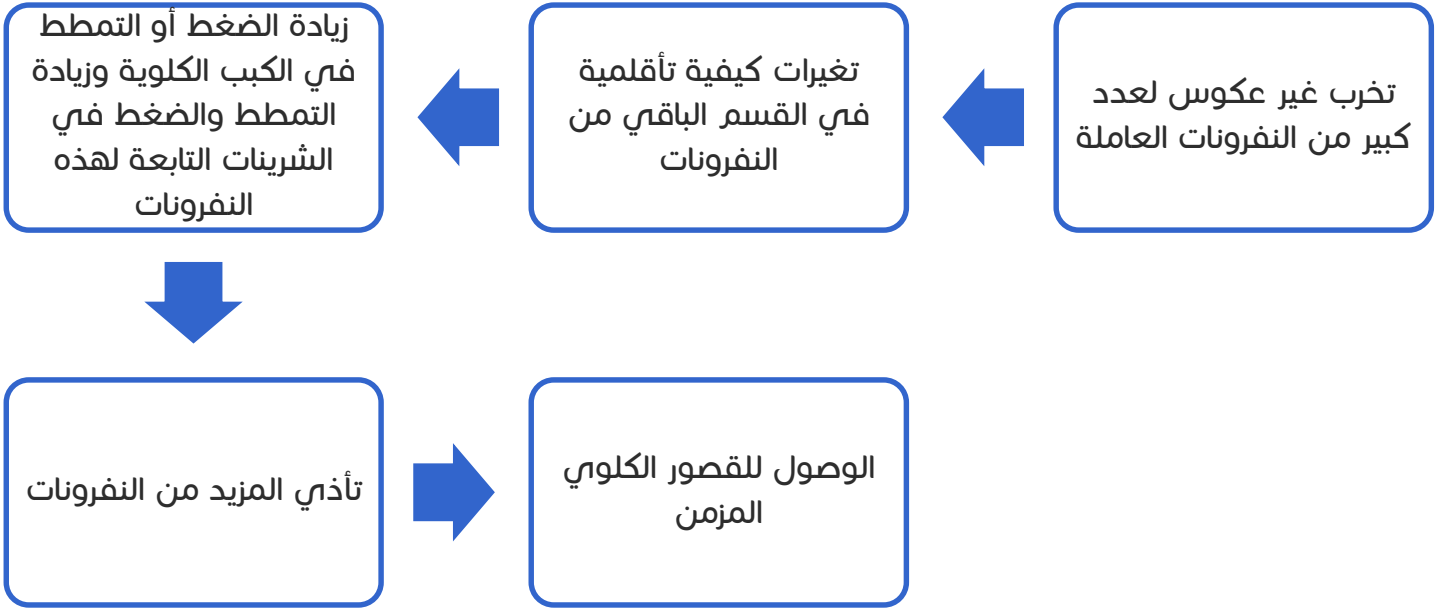 تخرب غير عكوس لعدد
كبير من النفرونات العاملة
تغيرات كيفية تأقلمية
في القسم الباقي من
النفرونات
زيادة الضغط أو التمطط
في الكبب الكلوية وزيادة
التمطط والضغط في
الشرينات التابعة لهذه
النفرونات
تأذي المزيد من النفرونات
الوصول للقصور الكلوي
المزمن